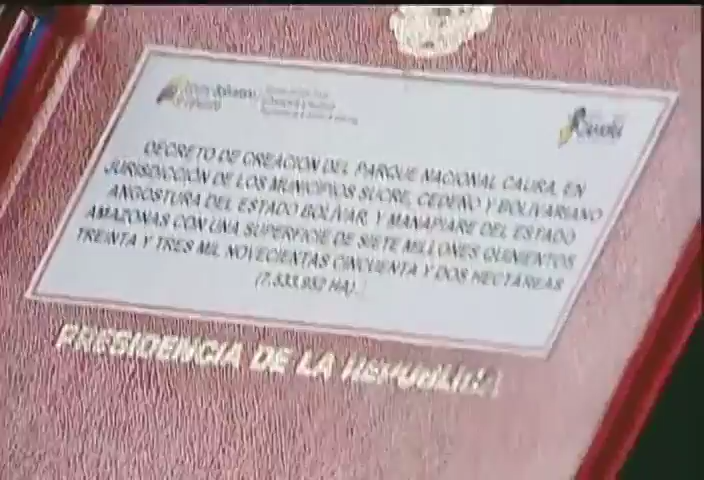 DECRETO DE CREACIÓN DEL PARQUE NACIONAL CAURA, EN
JURISDICCIÓN DE LOS MUNICIPIOS SUCRE, CEDEÑO Y BOLIVARIANO
ANGOSTURA DEL ESTADO BOLÍVAR, Y MANAPIARE DEL ESTADO
AMAZONAS CON UNA SUPERFICIE DE SIETE MILLONES QUINIENTOS
TREINTA Y TRES MIL NOVECIENTAS CINCUENTA Y DOS HECTÁREAS
(7.533.952 HA).
PRESIDENCIA DE LA REPÚBLICA